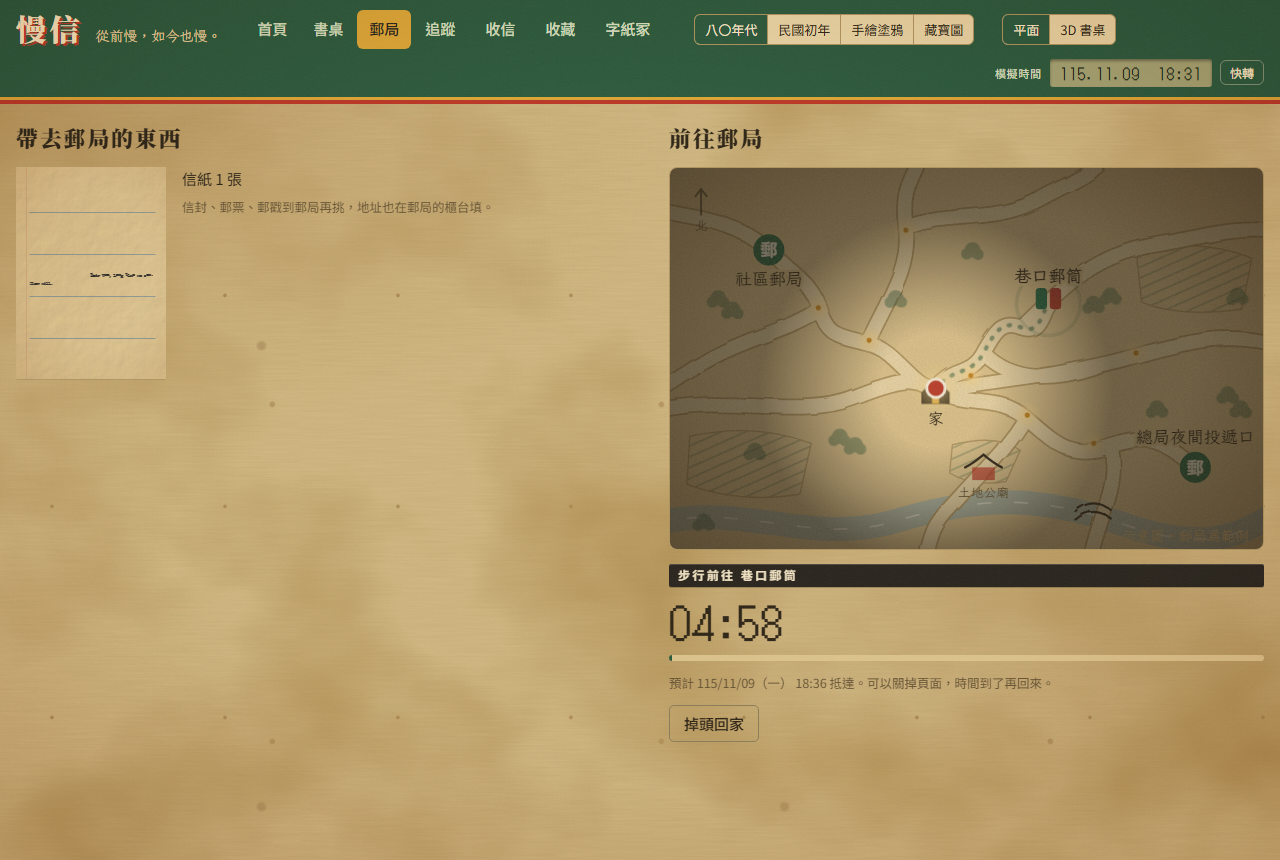 慢信 從前慢，如今也慢。 首頁 書桌 郵局 追蹤 收信 收藏 字紙冢 八〇年代 民國初年 手繪塗鴉 藏寶圖 平面 3D 書桌
模擬時間 115.11.09 18:31 快轉
帶去郵局的東西
信紙 1 張
信封、郵票、郵戳到郵局再挑，地址也在郵局的櫃台填。
前往郵局
北
郵
社區郵局
巷口郵筒
家
總局夜間投遞口
郵
土地公廟
步行前往 巷口郵筒
04:58
預計 115/11/09（一） 18:36 抵達。可以關掉頁面，時間到了再回來。
掉頭回家